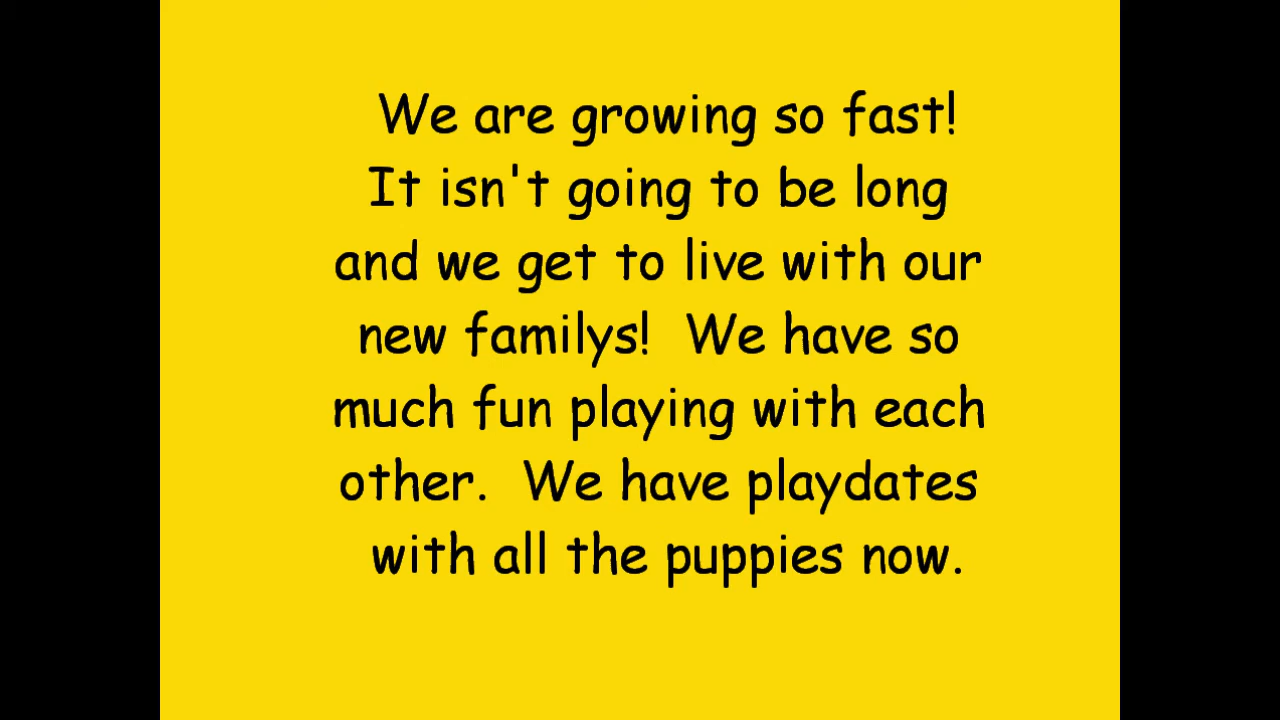 We are growing so fast!
It isn't going to be long
and we get to live with our
new familys!  We have so
much fun playing with each
other.  We have playdates
with all the puppies now.